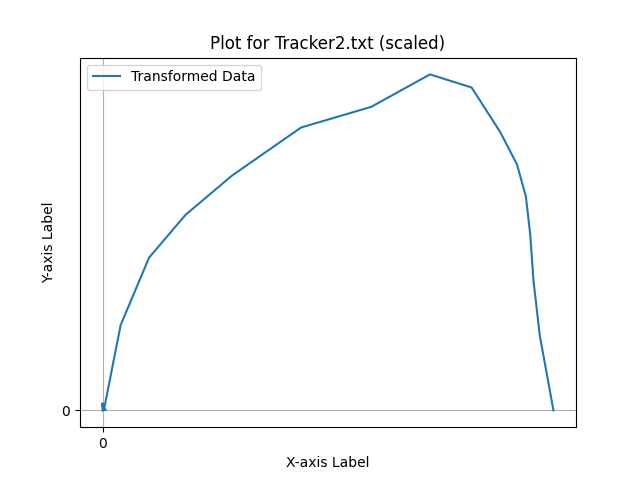 Plot for Tracker2.txt (scaled)
Transformed Data
Y-axis Label
0
0
X-axis Label